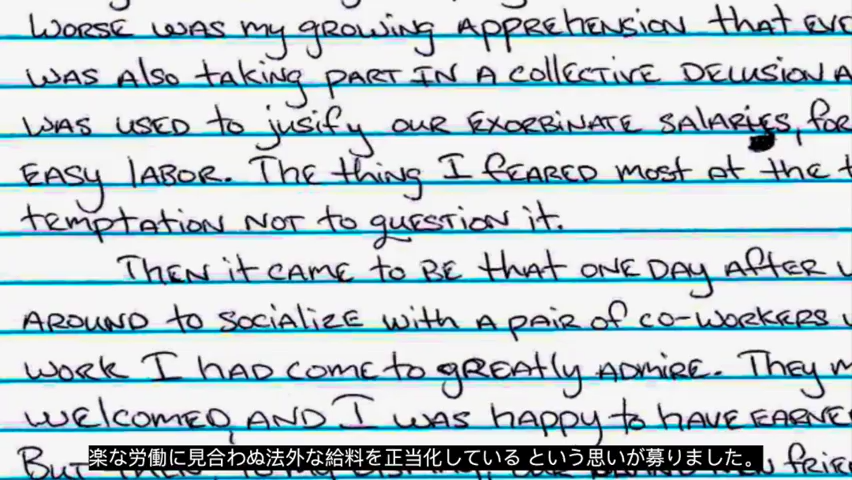 WORSE WAS my GROWING APPREHENSION that EVE
WAS Also taking PART IN A collective DElusion A
WAS USED to jusify OUR EXORBINATE SALARIES, for
EASY lABOR. The thing I FEARED most at the t
temptation NOT to question it.
Then it CAME to BE that ONE DAY After
AROUND to SOCIALIZE with A pair of CO-WORKERS
WORK I HAD COME to GREATLY ADMIRE. They m
welcomed, AND I WAS happy to have EARNE
But
friE
楽な労働に見合わぬ法外な給料を正当化している という思いが募りました。